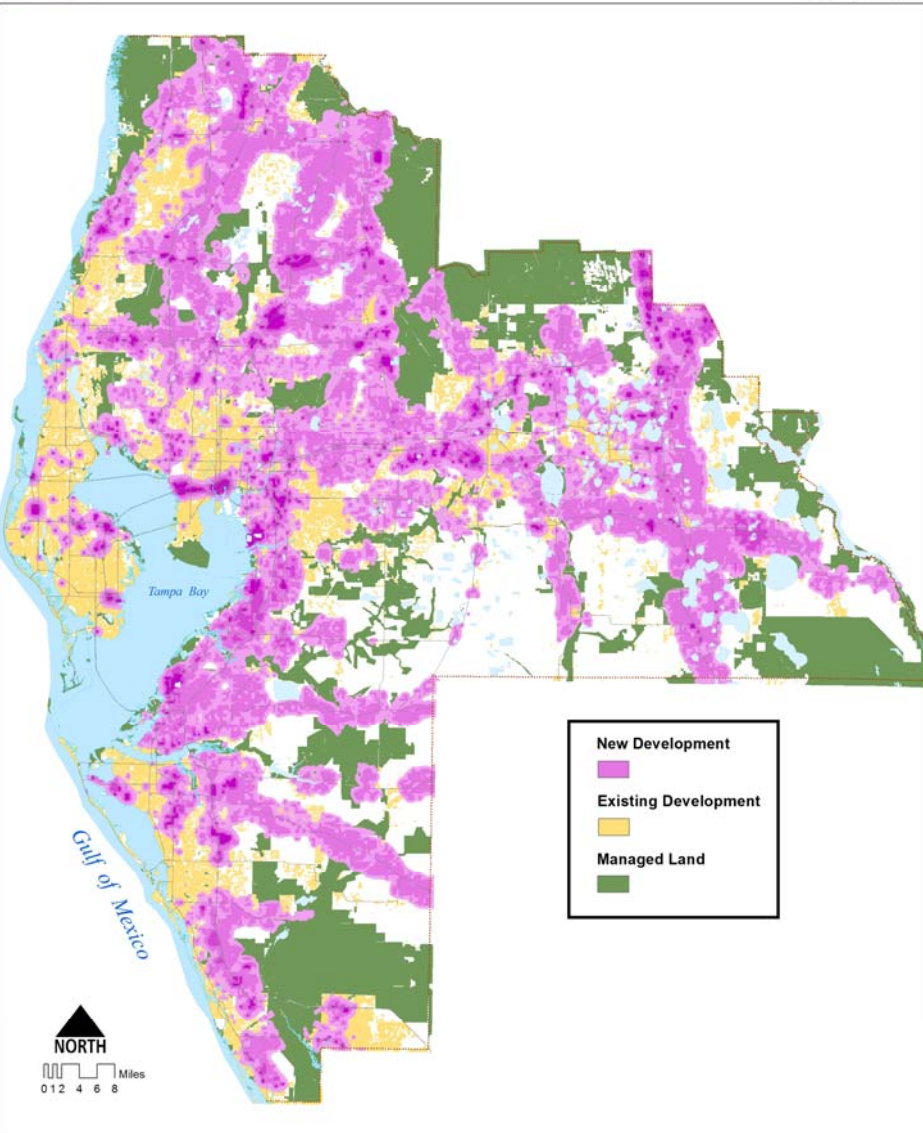 Tampa Bay
Gulf of Mexico
New Development
Existing Development
Managed Land
NORTH
Miles
0 1 2 4 6 8